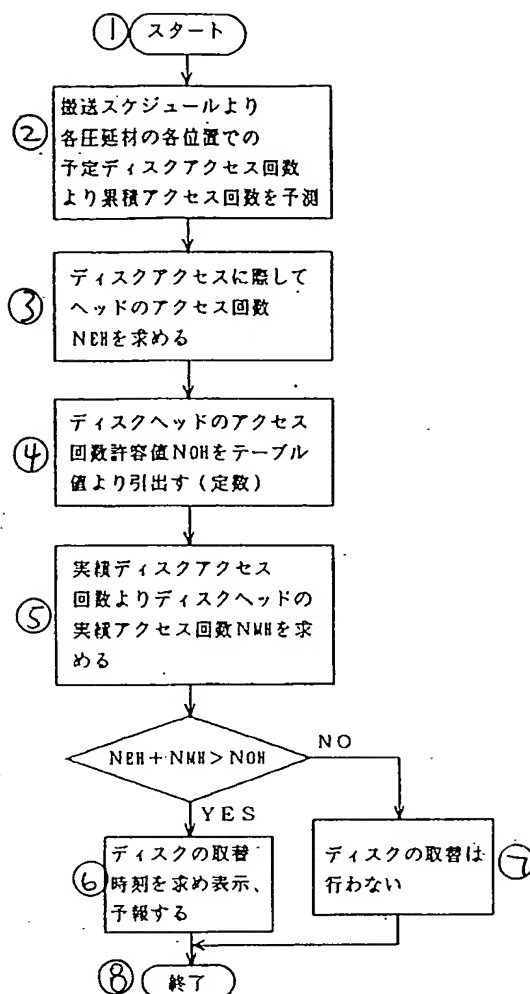 ① スタート
搬送スケジュールより
② 各圧延材の各位置での
予定ディスクアクセス回数
より累積アクセス回数を予測
ディスクアクセスに際して
③ ヘッドのアクセス回数
NEHを求める
ディスクヘッドのアクセス
④ 回数許容値NOHをテーブル
値より引出す(定数)
実績ディスクアクセス
回数よりディスクヘッドの
⑤ 実績アクセス回数NMHを求
める
NEH+NMH>NOH
NO
YES
ディスクの取替
⑥ 時刻を求め表示、
予報する
ディスクの取替は
行わない ⑦
⑧ 終了